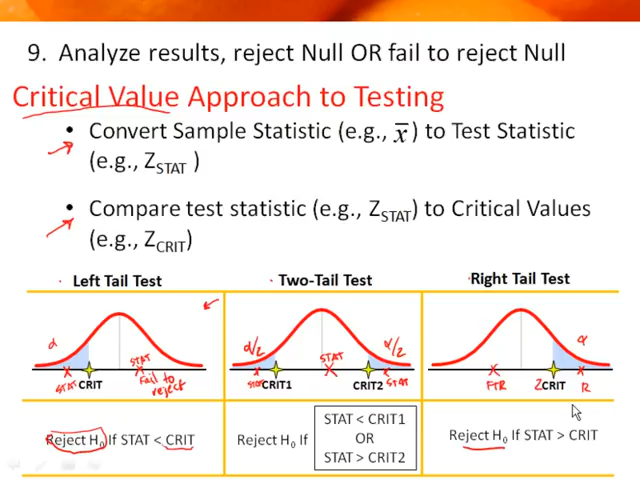 9. Analyze results, reject Null OR fail to reject Null
Critical Value Approach to Testing
• Convert Sample Statistic (e.g., x̅) to Test Statistic
(e.g., ZSTAT )
• Compare test statistic (e.g., ZSTAT) to Critical Values
(e.g., ZCRIT)
Left Tail Test
α
STAT
STAT CRIT
Fail to
reject
Reject H0 If STAT < CRIT
Two-Tail Test
α/2 α/2
STAT
STAT CRIT1 CRIT2 STAT
Reject H0 If
STAT < CRIT1
OR
STAT > CRIT2
Right Tail Test
α
FTR ZCRIT R
Reject H0 If STAT > CRIT